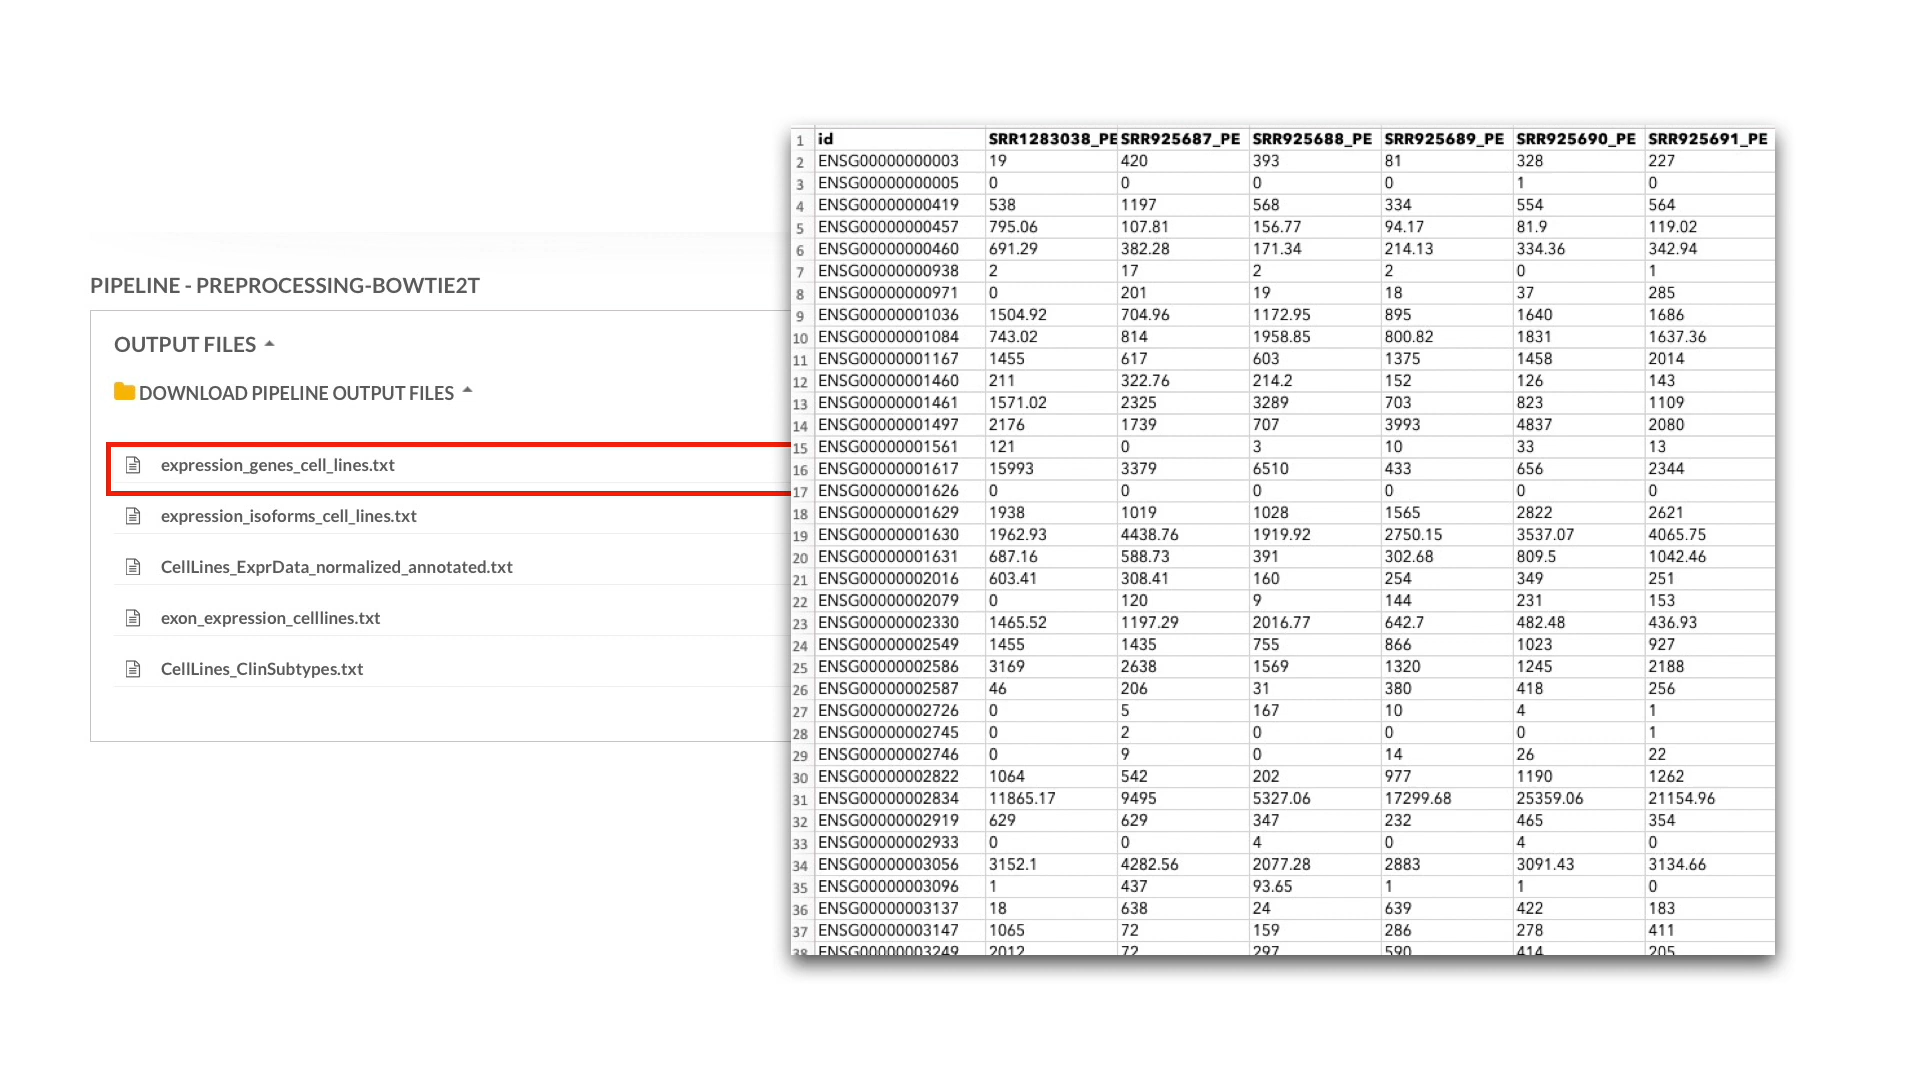 PIPELINE - PREPROCESSING-BOWTIE2T
OUTPUT FILES
DOWNLOAD PIPELINE OUTPUT FILES
expression_genes_cell_lines.txt
expression_isoforms_cell_lines.txt
CellLines_ExprData_normalized_annotated.txt
exon_expression_celllines.txt
CellLines_ClinSubtypes.txt
1 id SRR1283038_PE SRR925687_PE SRR925688_PE SRR925689_PE SRR925690_PE SRR925691_PE
2 ENSG00000000003 19 420 393 81 328 227
3 ENSG00000000005 0 0 0 0 1 0
4 ENSG00000000419 538 1197 568 334 554 564
5 ENSG00000000457 795.06 107.81 156.77 94.17 81.9 119.02
6 ENSG00000000460 691.29 382.28 171.34 214.13 334.36 342.94
7 ENSG00000000938 2 17 2 2 0 1
8 ENSG00000000971 0 201 19 18 37 285
9 ENSG00000001036 1504.92 704.96 1172.95 895 1640 1686
10 ENSG00000001084 743.02 814 1958.85 800.82 1831 1637.36
11 ENSG00000001167 1455 617 603 1375 1458 2014
12 ENSG00000001460 211 322.76 214.2 152 126 143
13 ENSG00000001461 1571.02 2325 3289 703 823 1109
14 ENSG00000001497 2176 1739 707 3993 4837 2080
15 ENSG00000001561 121 0 3 10 33 13
16 ENSG00000001617 15993 3379 6510 433 656 2344
17 ENSG00000001626 0 0 0 0 0 0
18 ENSG00000001629 1938 1019 1028 1565 2822 2621
19 ENSG00000001630 1962.93 4438.76 1919.92 2750.15 3537.07 4065.75
20 ENSG00000001631 687.16 588.73 391 302.68 809.5 1042.46
21 ENSG00000002016 603.41 308.41 160 254 349 251
22 ENSG00000002079 0 120 9 144 231 153
23 ENSG00000002330 1465.52 1197.29 2016.77 642.7 482.48 436.93
24 ENSG00000002549 1455 1435 755 866 1023 927
25 ENSG00000002586 3169 2638 1569 1320 1245 2188
26 ENSG00000002587 46 206 31 380 418 256
27 ENSG00000002726 0 5 167 10 4 1
28 ENSG00000002745 0 2 0 0 0 1
29 ENSG00000002746 0 9 0 14 26 22
30 ENSG00000002822 1064 542 202 977 1190 1262
31 ENSG00000002834 11865.17 9495 5327.06 17299.68 25359.06 21154.96
32 ENSG00000002919 629 629 347 232 465 354
33 ENSG00000002933 0 0 4 0 4 0
34 ENSG00000003056 3152.1 4282.56 2077.28 2883 3091.43 3134.66
35 ENSG00000003096 1 437 93.65 1 1 0
36 ENSG00000003137 18 638 24 639 422 183
37 ENSG00000003147 1065 72 159 286 278 411
38 ENSG00000003249 2012 72 297 590 414 205